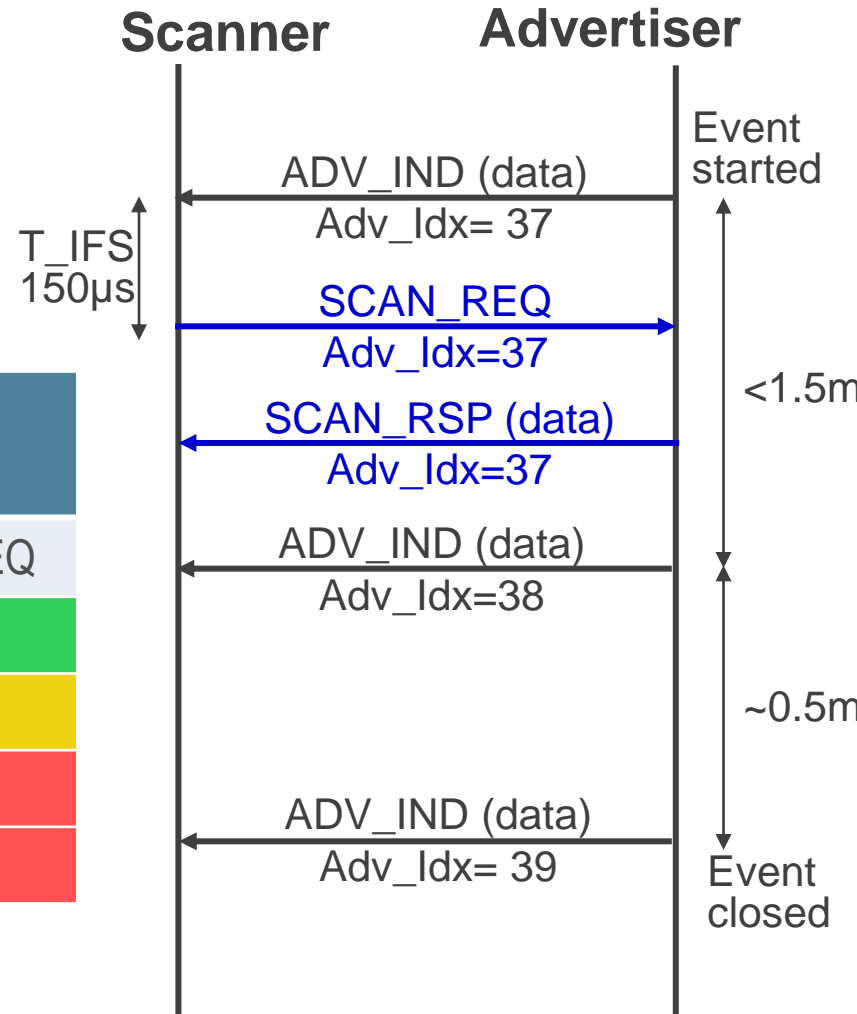 Scanner
Advertiser
Event
started
ADV_IND (data)
Adv_Idx= 37
T_IFS
150µs
SCAN_REQ
Adv_Idx=37
<1.5m
SCAN_RSP (data)
Adv_Idx=37
EQ
ADV_IND (data)
Adv_Idx=38
~0.5m
ADV_IND (data)
Adv_Idx= 39
Event
closed